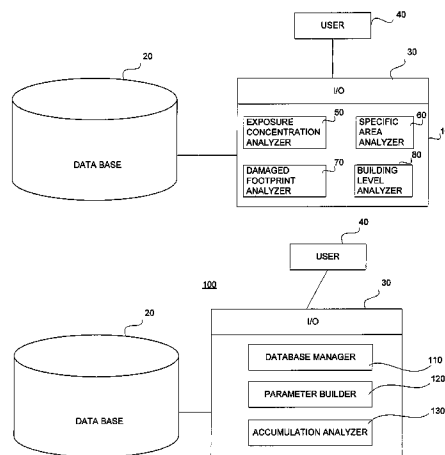 40
USER
20
30
I/O
50
EXPOSURE
CONCENTRATION
ANALYZER
60
SPECIFIC
AREA
ANALYZER
1
DATA BASE
70
DAMAGED
FOOTPRINT
ANALYZER
80
BUILDING
LEVEL
ANALYZER
40
USER
100
20
30
I/O
DATABASE MANAGER
110
PARAMETER BUILDER
120
DATA BASE
ACCUMULATION ANALYZER
130